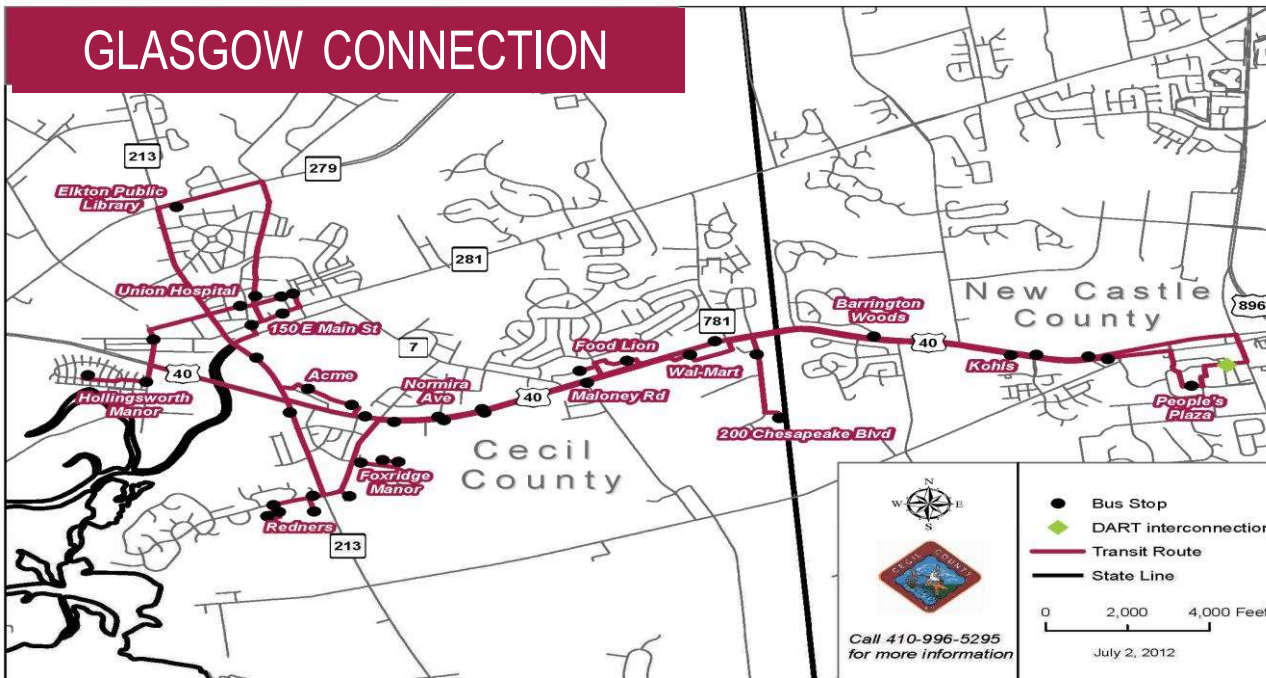 GLASGOW CONNECTION
213
279
Elkton Public
Library
281
Union Hospital
150 E Main St
7
781
Barrington
Woods
New Castle
County
896
40
Food Lion
40
Acme
Normira
Ave
40
Wal-Mart
Kohls
Hollingsworth
Manor
Maloney Rd
People's
Plaza
200 Chesapeake Blvd
Cecil
County
Foxridge
Manor
Redners
213
N
W
E
S
CECIL COUNTY
Call 410-996-5295
for more information
Bus Stop
DART interconnection
Transit Route
State Line
0 2,000 4,000 Feet
July 2, 2012